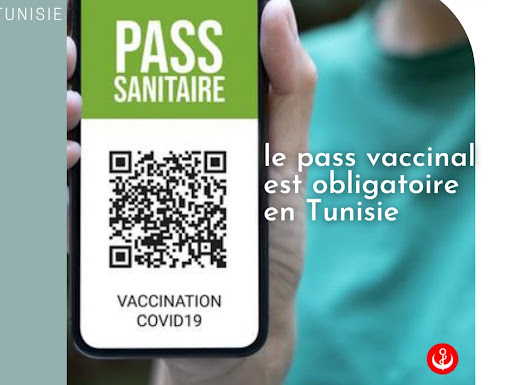 TUNISIE
PASS
SANITAIRE
le pass vaccinal
est obligatoire
en Tunisie
VACCINATION
COVID19